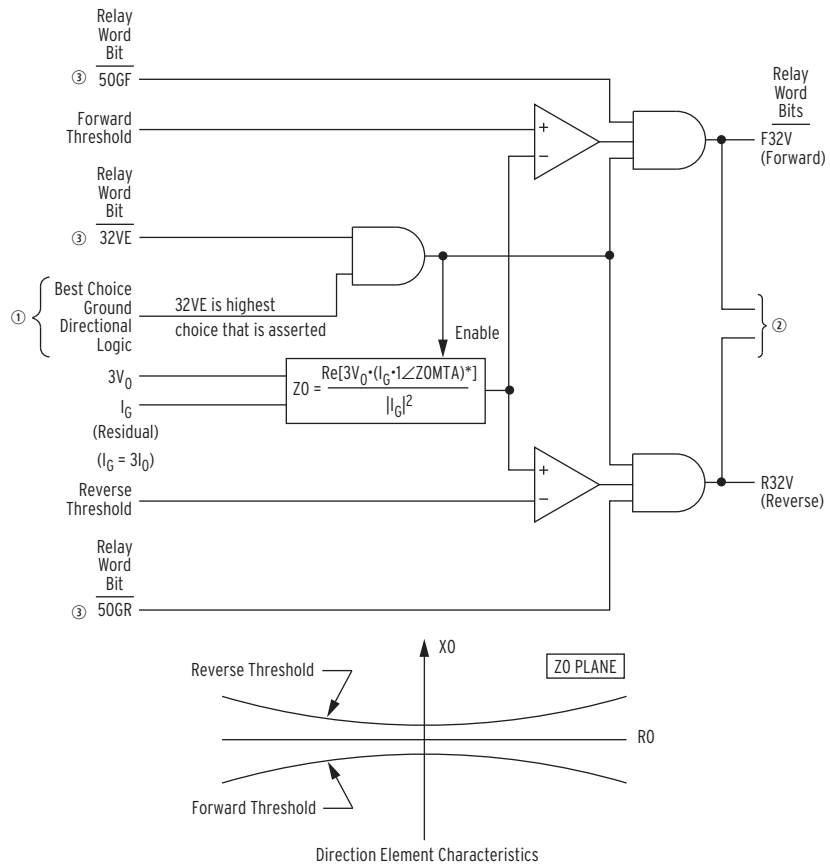 Relay
Word
Bit
③ 50GF
Forward
Threshold
Relay
Word
Bits
F32V
(Forward)
+
−
Relay
Word
Bit
③ 32VE
① Best Choice
Ground
Directional
Logic
32VE is highest
choice that is asserted
②
Enable
3V0
IG
(Residual)
(IG = 3I0)
Z0 = Re[3V0•(IG•1∠Z0MTA)*]
|IG|2
+
−
Reverse
Threshold
R32V
(Reverse)
Relay
Word
Bit
③ 50GR
X0
Z0 PLANE
Reverse Threshold
R0
Forward Threshold
Direction Element Characteristics